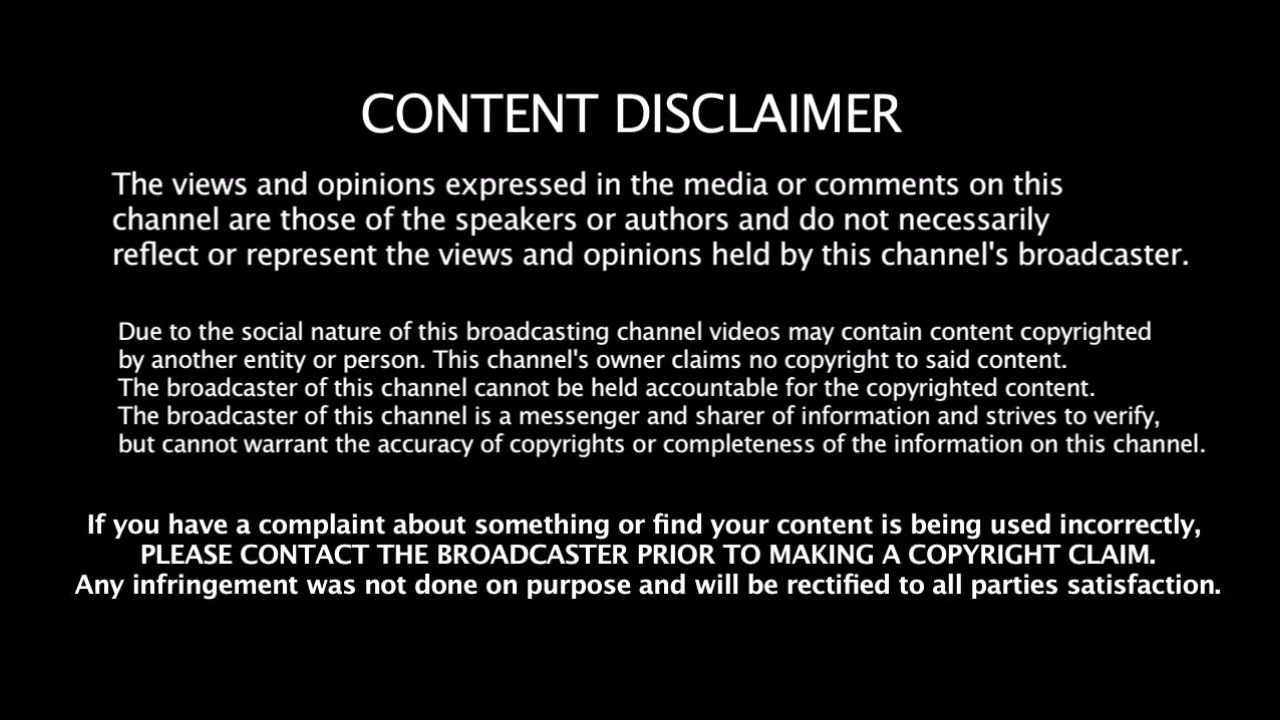 CONTENT DISCLAIMER
The views and opinions expressed in the media or comments on this
channel are those of the speakers or authors and do not necessarily
reflect or represent the views and opinions held by this channel's broadcaster.
Due to the social nature of this broadcasting channel videos may contain content copyrighted
by another entity or person. This channel's owner claims no copyright to said content.
The broadcaster of this channel cannot be held accountable for the copyrighted content.
The broadcaster of this channel is a messenger and sharer of information and strives to verify,
but cannot warrant the accuracy of copyrights or completeness of the information on this channel.
If you have a complaint about something or find your content is being used incorrectly,
PLEASE CONTACT THE BROADCASTER PRIOR TO MAKING A COPYRIGHT CLAIM.
Any infringement was not done on purpose and will be rectified to all parties satisfaction.